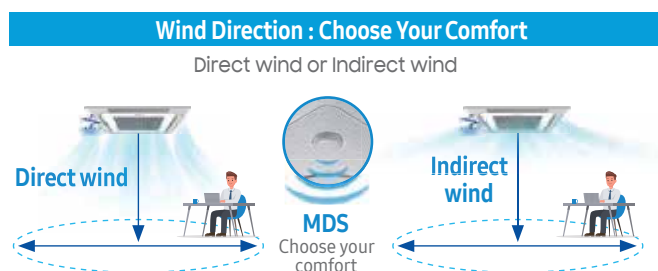 Wind Direction : Choose Your Comfort
Direct wind or Indirect wind
Direct wind
MDS
Choose your
comfort
Indirect
wind